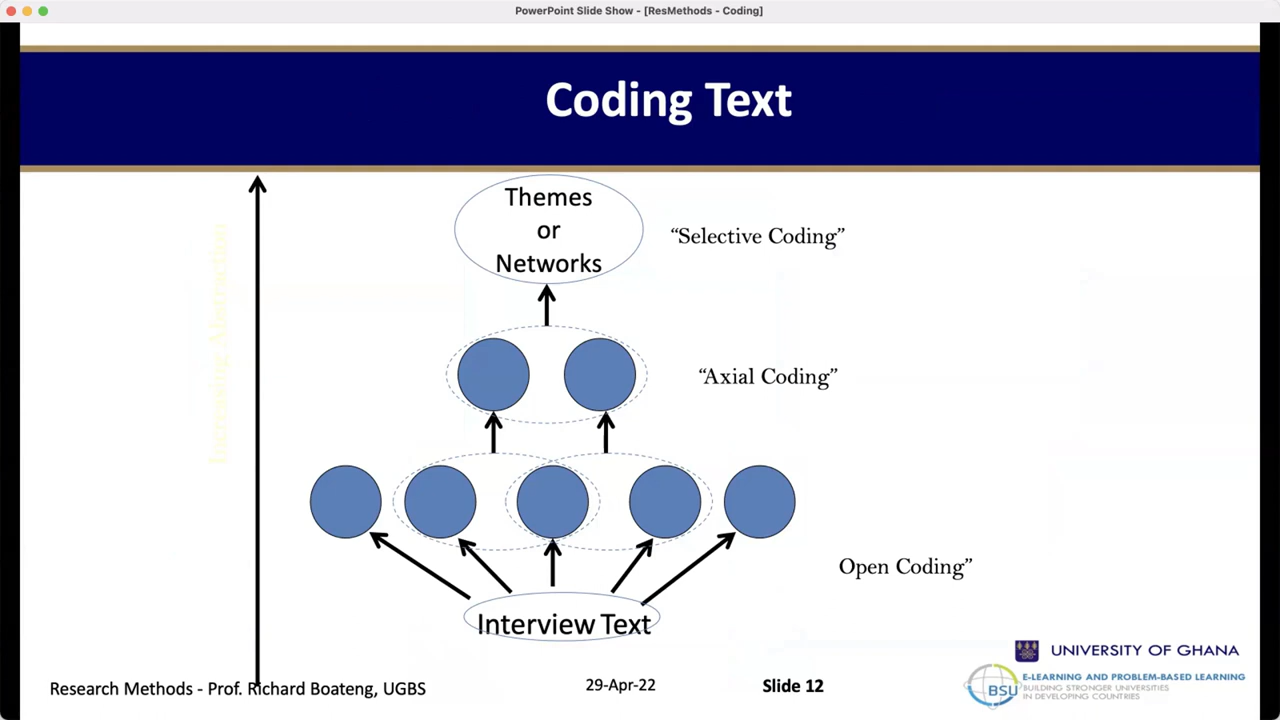 PowerPoint Slide Show - [ResMethods - Coding]
Coding Text
Themes
or
Networks
“Selective Coding”
Increasing Abstraction
“Axial Coding”
Open Coding”
Interview Text
UNIVERSITY OF GHANA
BSU
E-LEARNING AND PROBLEM-BASED LEARNING
BUILDING STRONGER UNIVERSITIES
IN DEVELOPING COUNTRIES
Research Methods - Prof. Richard Boateng, UGBS
29-Apr-22
Slide 12